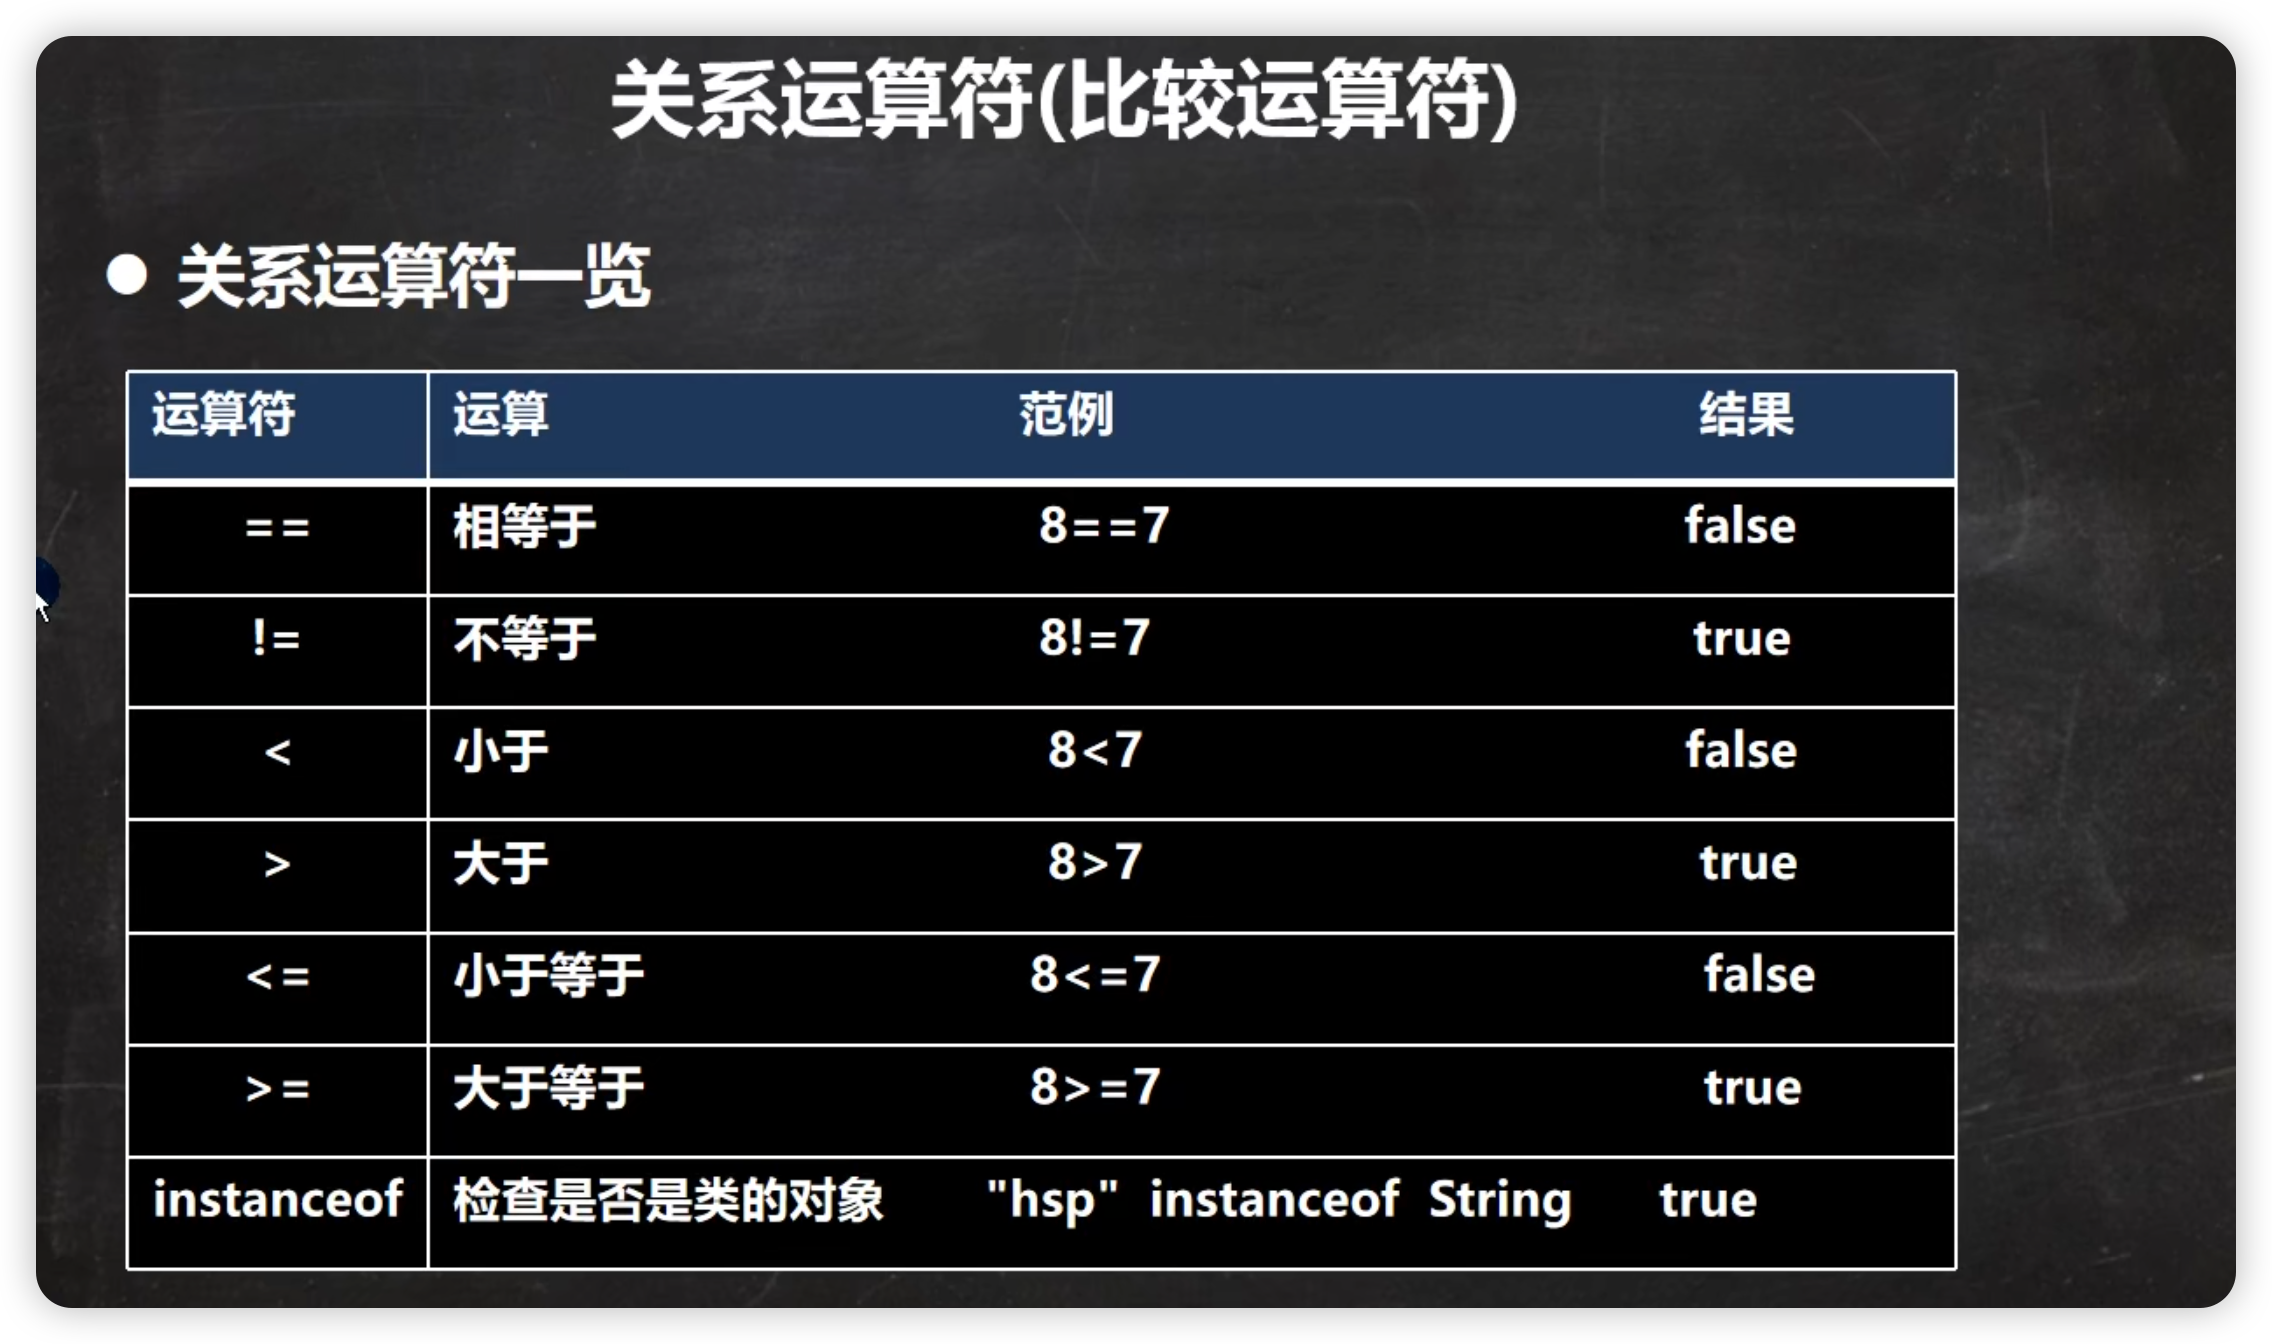 关系运算符(比较运算符)
● 关系运算符一览
运算符 运算 范例 结果
== 相等于 8==7 false
!= 不等于 8!=7 true
< 小于 8<7 false
> 大于 8>7 true
<= 小于等于 8<=7 false
>= 大于等于 8>=7 true
instanceof 检查是否是类的对象 "hsp" instanceof String true